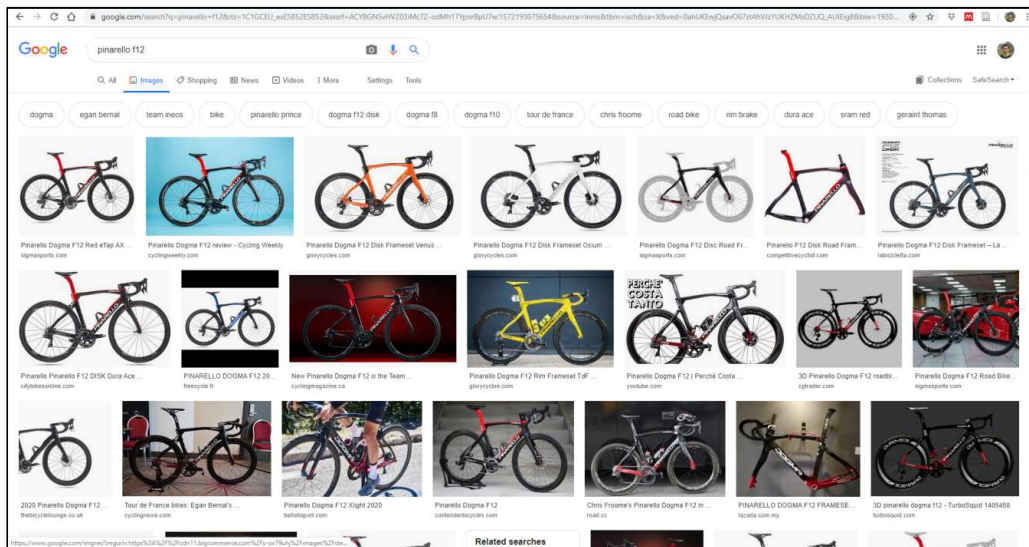 google.com/search?q=pinarello+f12
Google
pinarello f12
All Images Shopping News Videos More Settings Tools
Collections SafeSearch
dogma egan bernal team ineos bike pinarello prince dogma f12 disk dogma f8 dogma f10 tour de france chris froome road bike rim brake dura ace sram red geraint thomas
Pinarello Dogma F12 Red eTap AX...
Pinarello Dogma F12 review - Cycling Weekly
Pinarello Dogma F12 Disk Frameset Venus ...
Pinarello Dogma F12 Disk Frameset Osium ...
Pinarello Dogma F12 Disc Road Fr...
Pinarello F12 Disk Road Fram...
Pinarello Dogma F12 Disk Frameset – La ...
sigmasports.com
cyclingweekly.com
glorycycles.com
glorycycles.com
sigmasports.com
competitivecyclist.com
labicicletta.com
PERCHE'
COSTA
TANTO
Pinarello Pinarello F12 DISK Dura Ace ...
PINARELLO DOGMA F12 20...
New Pinarello Dogma F12 is the Team ...
Pinarello Dogma F12 Rim Frameset TdF ...
Pinarello Dogma F12 | Perchè Costa ...
3D Pinarello Dogma F12 roadbi...
Pinarello Dogma F12 Road Bike...
citybikesonline.com
freecycle.fr
cyclingmagazine.ca
glorycycles.com
youtube.com
cgtrader.com
sigmasports.com
2020 Pinarello Dogma F12 ...
Tour de France bikes: Egan Bernal's ...
Pinarello Dogma F12 Xlight 2020
Pinarello Dogma F12
Chris Froome's Pinarello Dogma F12 in ...
PINARELLO DOGMA F12 FRAMESE...
3D pinarello dogma f12 - TurboSquid 1405450
thebicyclelounge.co.uk
cyclingnews.com
bellatisport.com
contenderbicycles.com
road.cc
lazada.com.my
turbosquid.com
Related searches